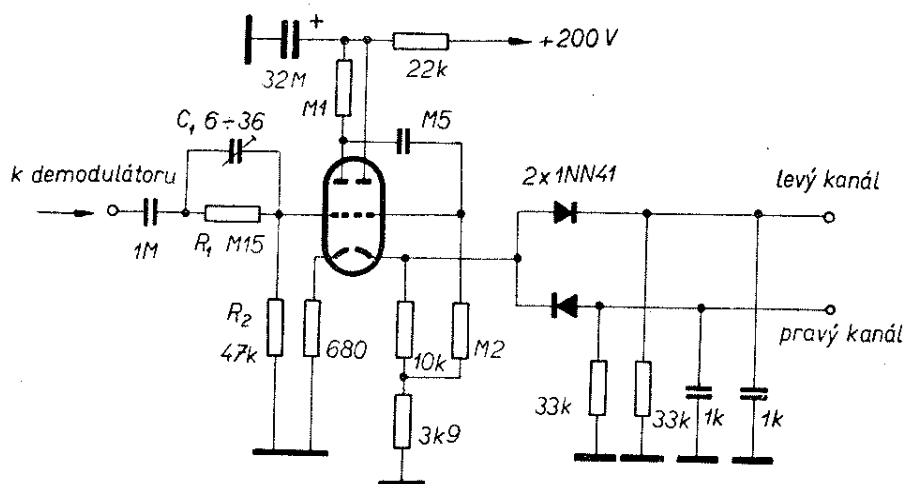 +
+200 V
32M
22k
M1
M5
C₁ 6÷36
k demodulátoru
2x1NN41
levý kanál
1M
R₁ M15
R₂
47k
680
10k
M2
pravý kanál
3k9
33k
33k
1k
1k